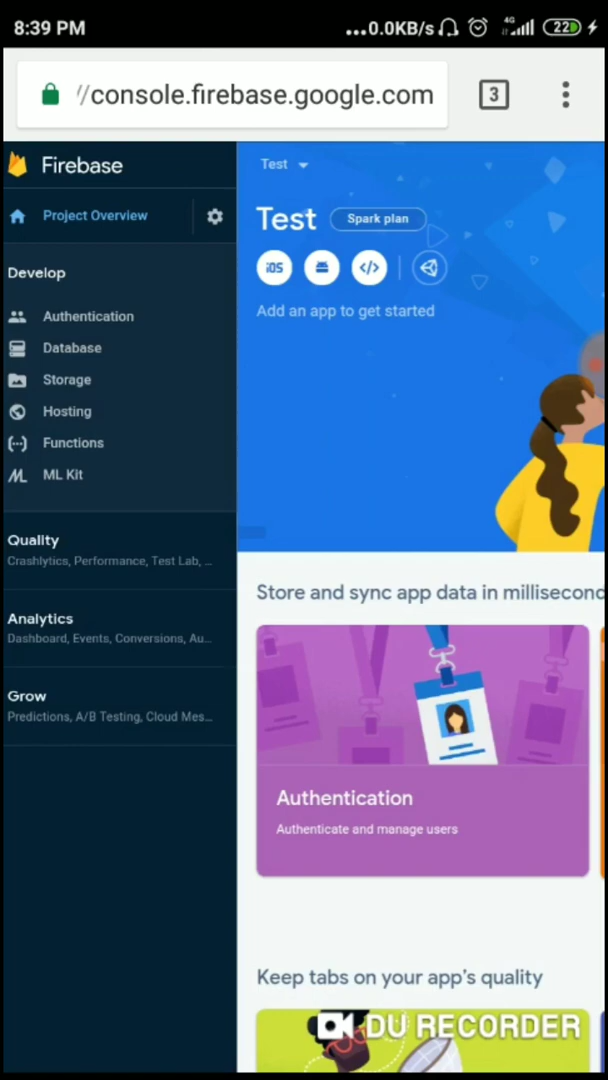 8:39 PM
...0.0KB/s
4G
22
//console.firebase.google.com
3
Firebase
Project Overview
Develop
Authentication
Database
Storage
Hosting
Functions
ML Kit
Quality
Crashlytics, Performance, Test Lab, ...
Analytics
Dashboard, Events, Conversions, Au...
Grow
Predictions, A/B Testing, Cloud Mes...
Test
Test
Spark plan
iOS
Add an app to get started
Store and sync app data in millisecond
Authentication
Authenticate and manage users
Keep tabs on your app's quality
DU RECORDER